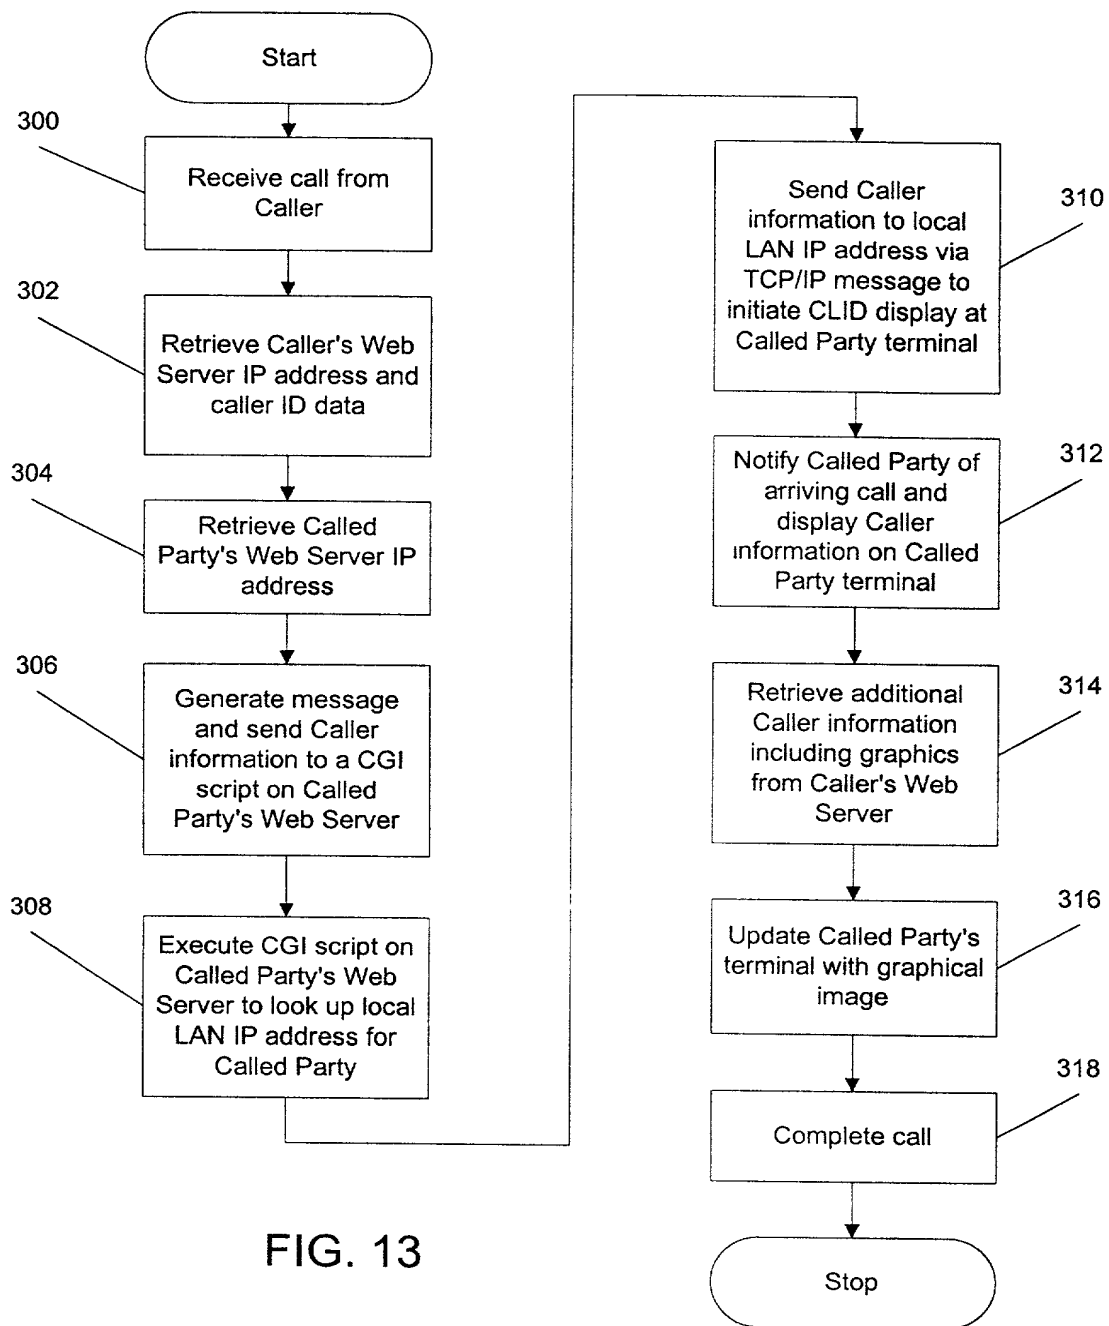 Start
300
Receive call from
Caller
302
Retrieve Caller's Web
Server IP address and
caller ID data
304
Retrieve Called
Party's Web Server IP
address
306
Generate message
and send Caller
information to a CGI
script on Called
Party's Web Server
308
Execute CGI script on
Called Party's Web
Server to look up local
LAN IP address for
Called Party
310
Send Caller
information to local
LAN IP address via
TCP/IP message to
initiate CLID display at
Called Party terminal
312
Notify Called Party of
arriving call and
display Caller
information on Called
Party terminal
314
Retrieve additional
Caller information
including graphics
from Caller's Web
Server
316
Update Called Party's
terminal with graphical
image
318
Complete call
Stop
FIG. 13